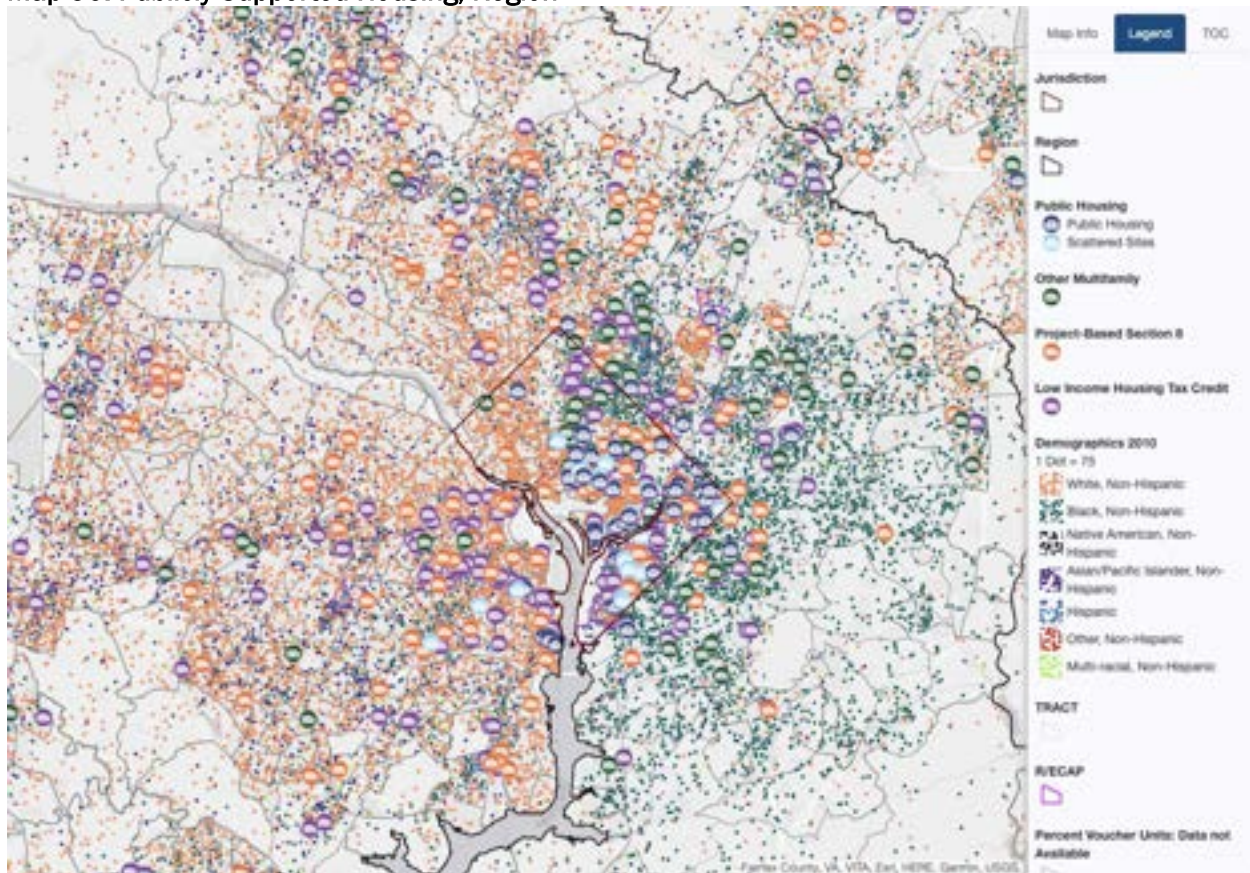 Map Info Legend TOC
Jurisdiction
Region
Public Housing
Public Housing
Scattered Sites
Other Multifamily
Project-Based Section 8
Low Income Housing Tax Credit
Demographics 2010
1 Dot = 75
White, Non-Hispanic
Black, Non-Hispanic
Native American, Non-
Hispanic
Asian/Pacific Islander, Non-
Hispanic
Hispanic
Other, Non-Hispanic
Multi-racial, Non-Hispanic
TRACT
R/ECAP
Percent Voucher Units: Data not
Available
Fairfax County, VA, VITA, Esri, HERE, Garmin, USGS,